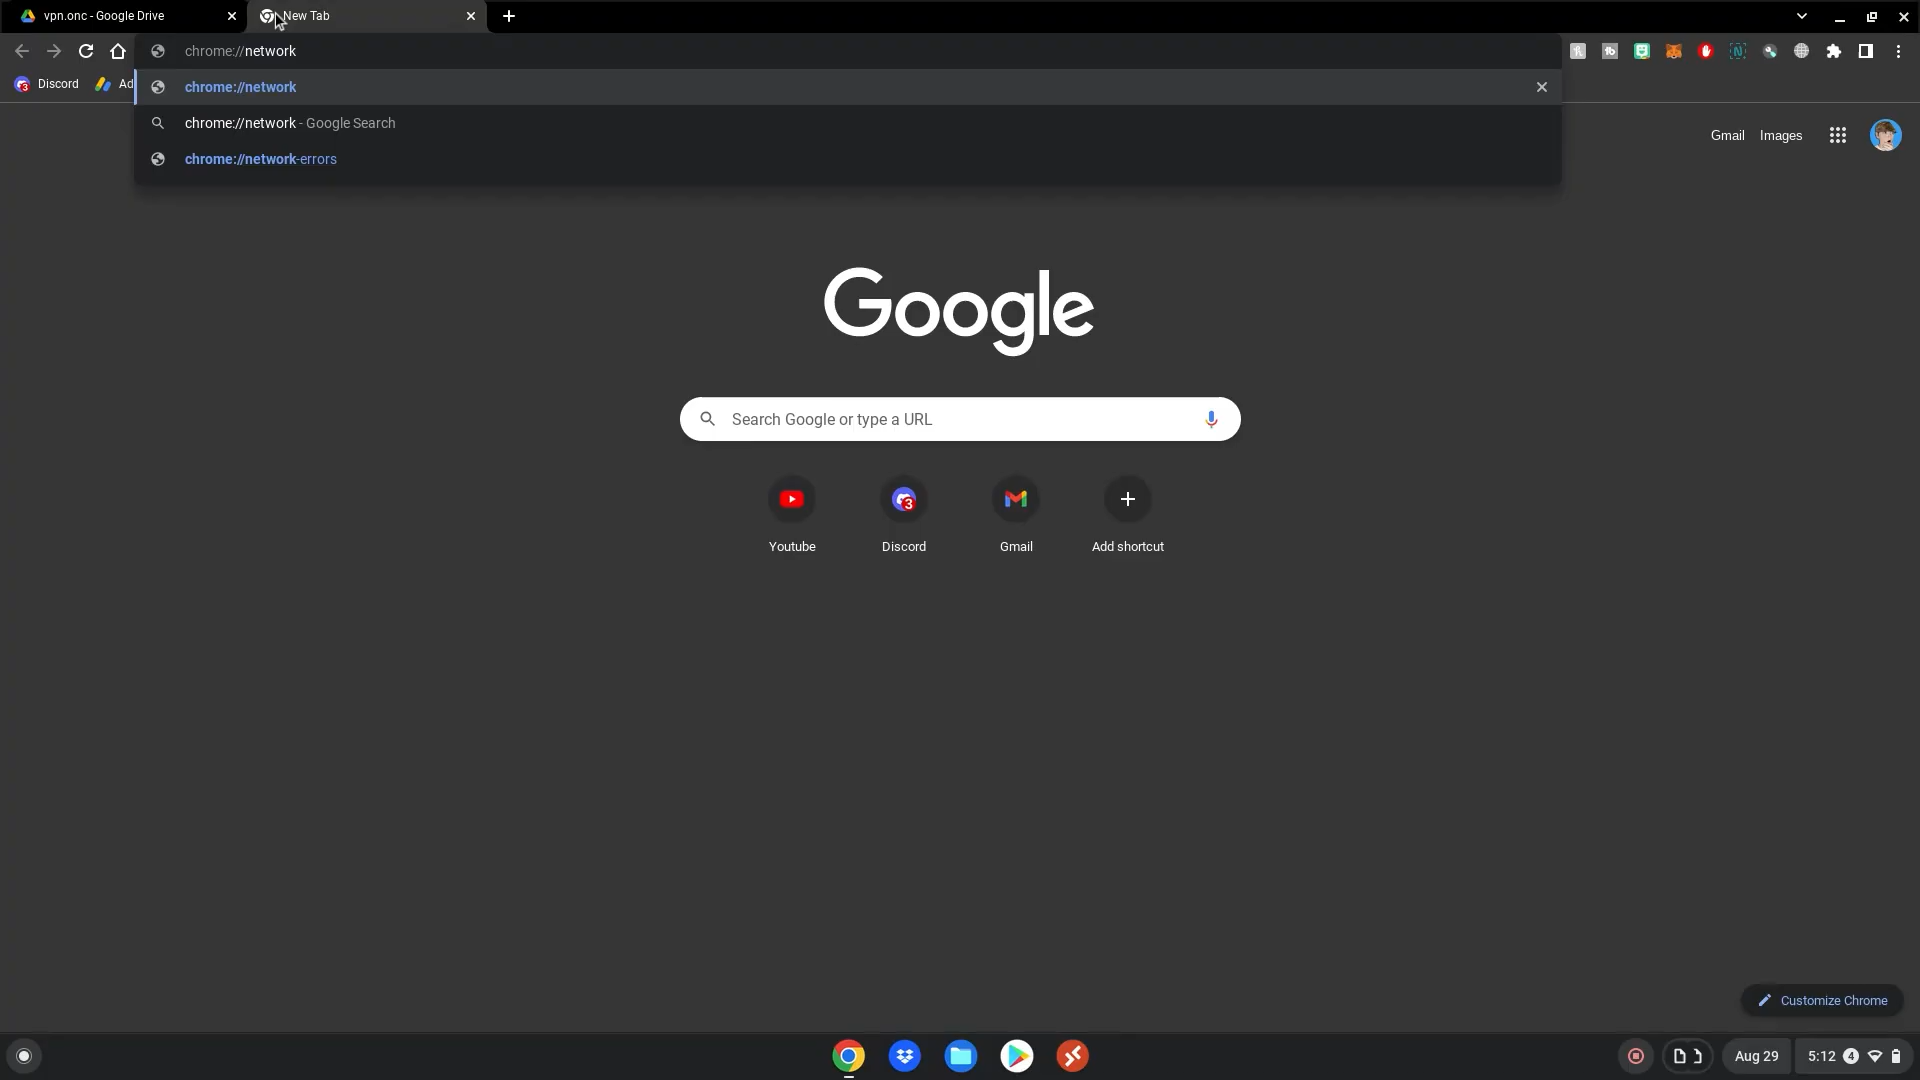 vpn.onc - Google Drive
New Tab
chrome://network
Discord
Ad
chrome://network
chrome://network - Google Search
chrome://network-errors
Gmail
Images
Google
Search Google or type a URL
3
Youtube
Discord
Gmail
Add shortcut
Customize Chrome
Aug 29
5:12
4